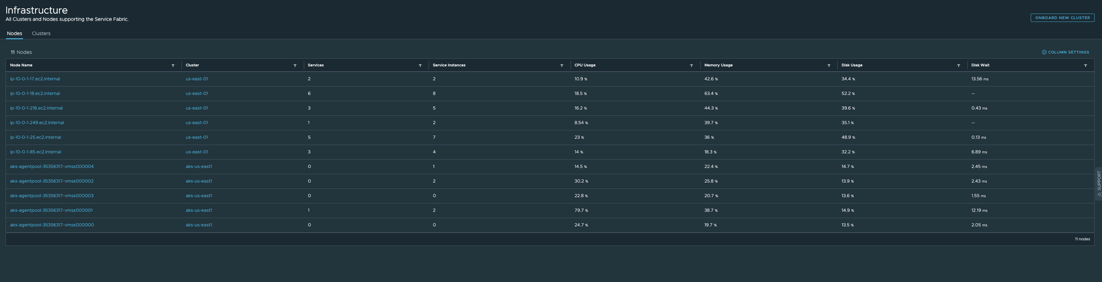 Infrastructure
All Clusters and Nodes supporting the Service Fabric.
ONBOARD NEW CLUSTER
Nodes Clusters
11 Nodes
COLUMN SETTINGS
Node Name Cluster Services Service Instances CPU Usage Memory Usage Disk Usage Disk Wait
ip-10-0-1-17.ec2.internal us-east-01 2 2 10.9 % 42.6 % 34.4 % 13.56 ms
ip-10-0-1-18.ec2.internal us-east-01 6 8 18.5 % 63.4 % 52.2 % —
ip-10-0-1-218.ec2.internal us-east-01 3 5 16.2 % 44.3 % 39.6 % 0.43 ms
ip-10-0-1-249.ec2.internal us-east-01 1 2 8.54 % 39.7 % 35.1 % —
ip-10-0-1-25.ec2.internal us-east-01 5 7 23 % 36 % 48.9 % 0.13 ms
ip-10-0-1-85.ec2.internal us-east-01 3 4 14 % 18.3 % 32.2 % 6.89 ms
aks-agentpool-35356317-vmss000004 aks-us-east1 0 1 14.5 % 22.4 % 14.7 % 2.45 ms
aks-agentpool-35356317-vmss000002 aks-us-east1 0 2 30.2 % 25.8 % 13.9 % 2.43 ms
aks-agentpool-35356317-vmss000003 aks-us-east1 0 0 22.8 % 20.7 % 13.6 % 1.55 ms
aks-agentpool-35356317-vmss000001 aks-us-east1 1 2 79.7 % 38.7 % 14.9 % 12.19 ms
aks-agentpool-35356317-vmss000000 aks-us-east1 0 0 24.7 % 19.7 % 13.5 % 2.05 ms
11 nodes
SUPPORT